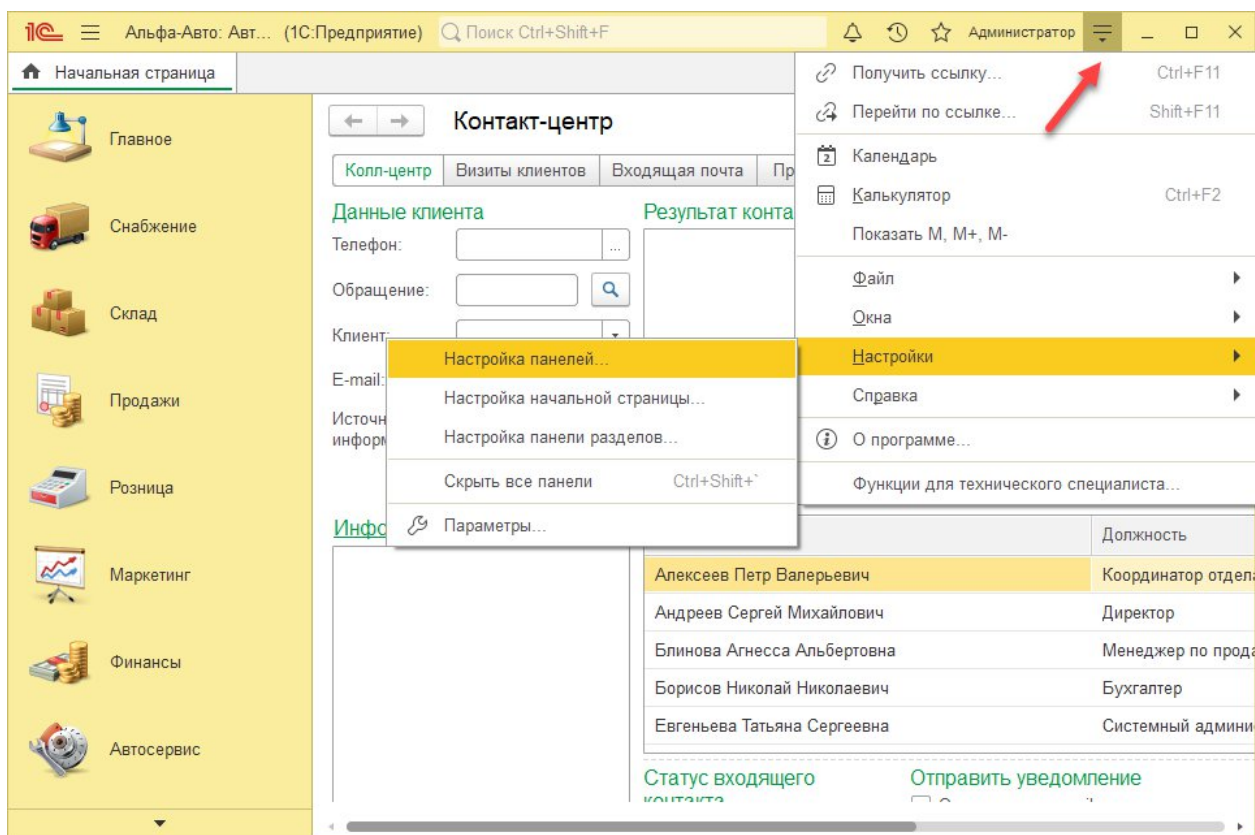 1С Альфа-Авто: Авт... (1С:Предприятие) Поиск Ctrl+Shift+F Администратор
Начальная страница
Получить ссылку... Ctrl+F11
Перейти по ссылке... Shift+F11
Календарь
Калькулятор Ctrl+F2
Показать M, M+, M-
Файл
Окна
Настройки
Справка
О программе...
Функции для технического специалиста...
Главное
Снабжение
Склад
Продажи
Розница
Маркетинг
Финансы
Автосервис
Контакт-центр
Колл-центр Визиты клиентов Входящая почта Пр
Данные клиента Результат конта
Телефон: ...
Обращение:
Клиент:
E-mail:
Источн
информ
Настройка панелей...
Настройка начальной страницы...
Настройка панели разделов...
Скрыть все панели Ctrl+Shift+`
Параметры...
Инфо
Должность
Алексеев Петр Валерьевич Координатор отдела
Андреев Сергей Михайлович Директор
Блинова Агнесса Альбертовна Менеджер по прода
Борисов Николай Николаевич Бухгалтер
Евгеньева Татьяна Сергеевна Системный админи
Статус входящего Отправить уведомление
контакта